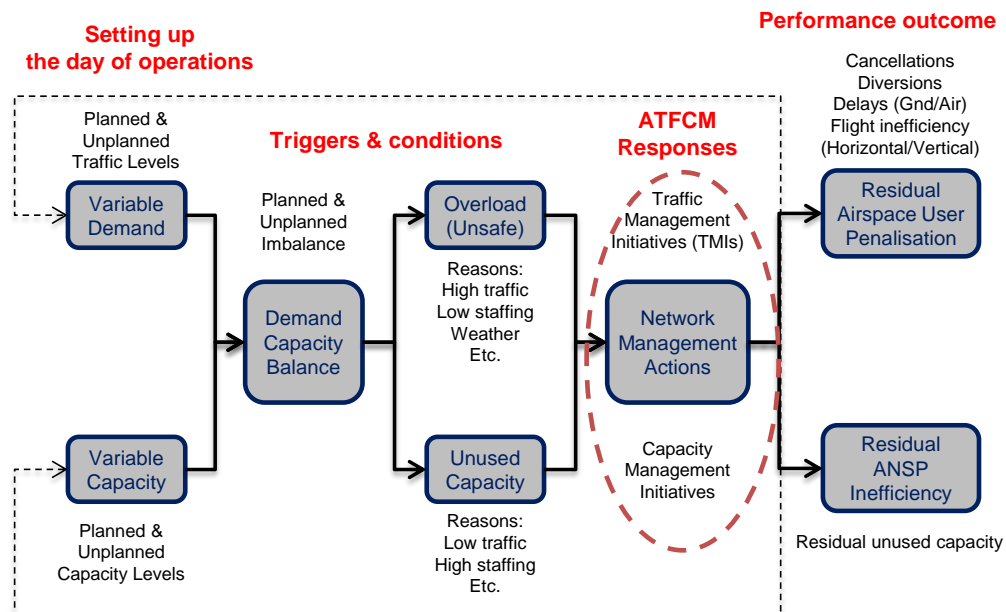 Setting up
the day of operations
Planned &
Unplanned
Traffic Levels
Variable
Demand
Variable
Capacity
Planned &
Unplanned
Capacity Levels
Triggers & conditions
Planned &
Unplanned
Imbalance
Demand
Capacity
Balance
Overload
(Unsafe)
Reasons:
High traffic
Low staffing
Weather
Etc.
Unused
Capacity
Reasons:
Low traffic
High staffing
Etc.
ATFCM
Responses
Traffic
Management
Initiatives (TMIs)
Network
Management
Actions
Capacity
Management
Initiatives
Performance outcome
Cancellations
Diversions
Delays (Gnd/Air)
Flight inefficiency
(Horizontal/Vertical)
Residual
Airspace User
Penalisation
Residual
ANSP
Inefficiency
Residual unused capacity